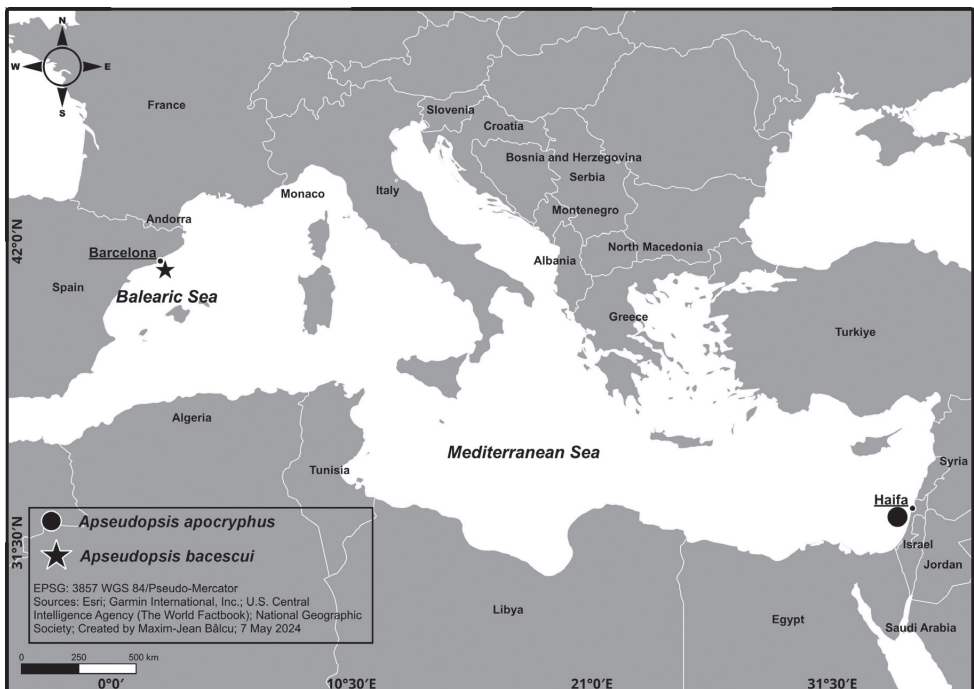 N
W E
S
France
Slovenia
Croatia
Bosnia and Herzegovina
Serbia
Monaco
Italy
Montenegro
Andorra
42°0'N
North Macedonia
Barcelona
Albania
Spain
Balearic Sea
Greece
Turkiye
Algeria
Mediterranean Sea
Syria
Tunisia
Haifa
31°30'N
Apseudopsis apocryphus
Israel
Apseudopsis bacescui
Jordan
EPSG: 3857 WGS 84/Pseudo-Mercator
Sources: Esri; Garmin International, Inc.; U.S. Central
Intelligence Agency (The World Factbook); National Geographic
Society; Created by Maxim-Jean Bâlcu; 7 May 2024
Libya
Egypt
Saudi Arabia
0 250 500 km
0°0' 10°30'E 21°0'E 31°30'E